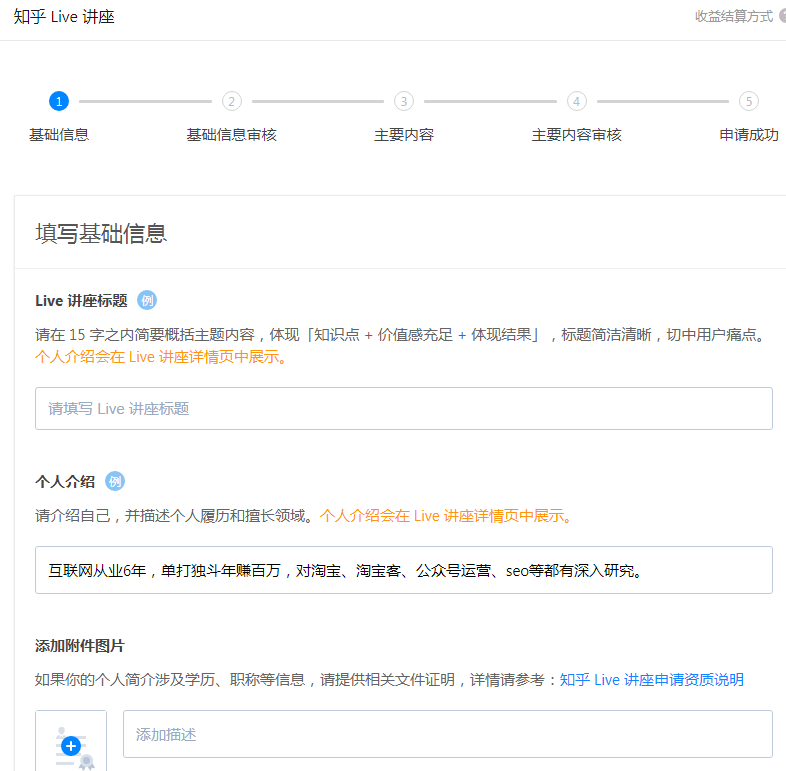 知乎 Live 讲座
收益结算方式
1
2
3
4
5
基础信息
基础信息审核
主要内容
主要内容审核
申请成功
填写基础信息
Live 讲座标题 例
请在 15 字之内简要概括主题内容，体现「知识点 + 价值感充足 + 体现结果」，标题简洁清晰，切中用户痛点。
个人介绍会在 Live 讲座详情页中展示。
请填写 Live 讲座标题
个人介绍 例
请介绍自己，并描述个人履历和擅长领域。个人介绍会在 Live 讲座详情页中展示。
互联网从业6年，单打独斗年赚百万，对淘宝、淘宝客、公众号运营、seo等都有深入研究。
添加附件图片
如果你的个人简介涉及学历、职称等信息，请提供相关文件证明，详情请参考：知乎 Live 讲座申请资质说明
添加描述